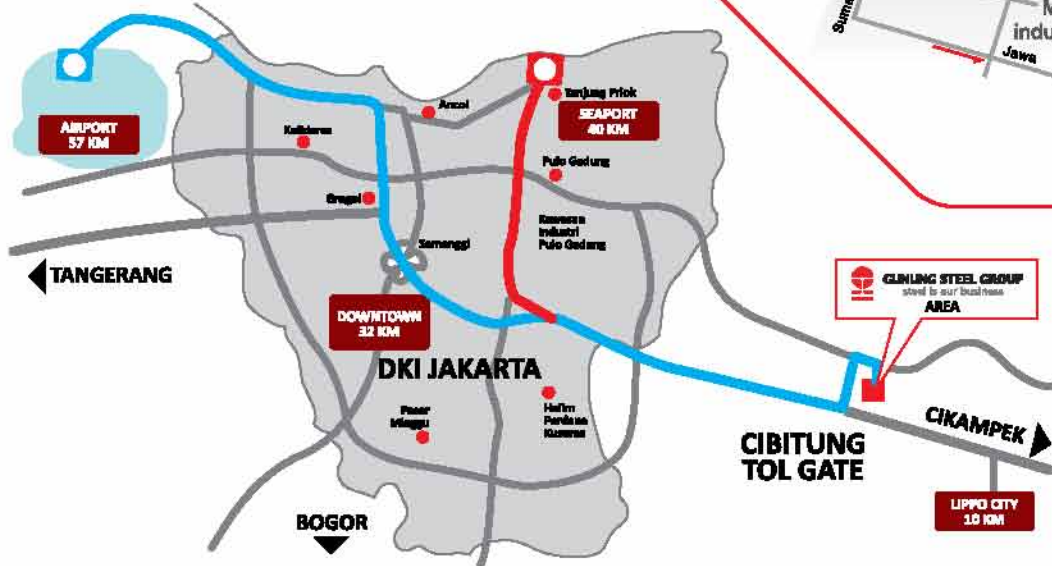 Jawa
AIRPORT
57 KM
Kalideres
Ancol
Tanjung Priok
SEAPORT
40 KM
Grogol
Pulo Gadung
Semanggi
Kawasan
Industri
Pulo Gadung
TANGERANG
GUNUNG STEEL GROUP
steel is our business
AREA
DOWNTOWN
32 KM
DKI JAKARTA
Pasar
Minggu
Halim
Perdana
Kusuma
CIBITUNG
TOL GATE
CIKAMPEK
LIPPO CITY
10 KM
BOGOR